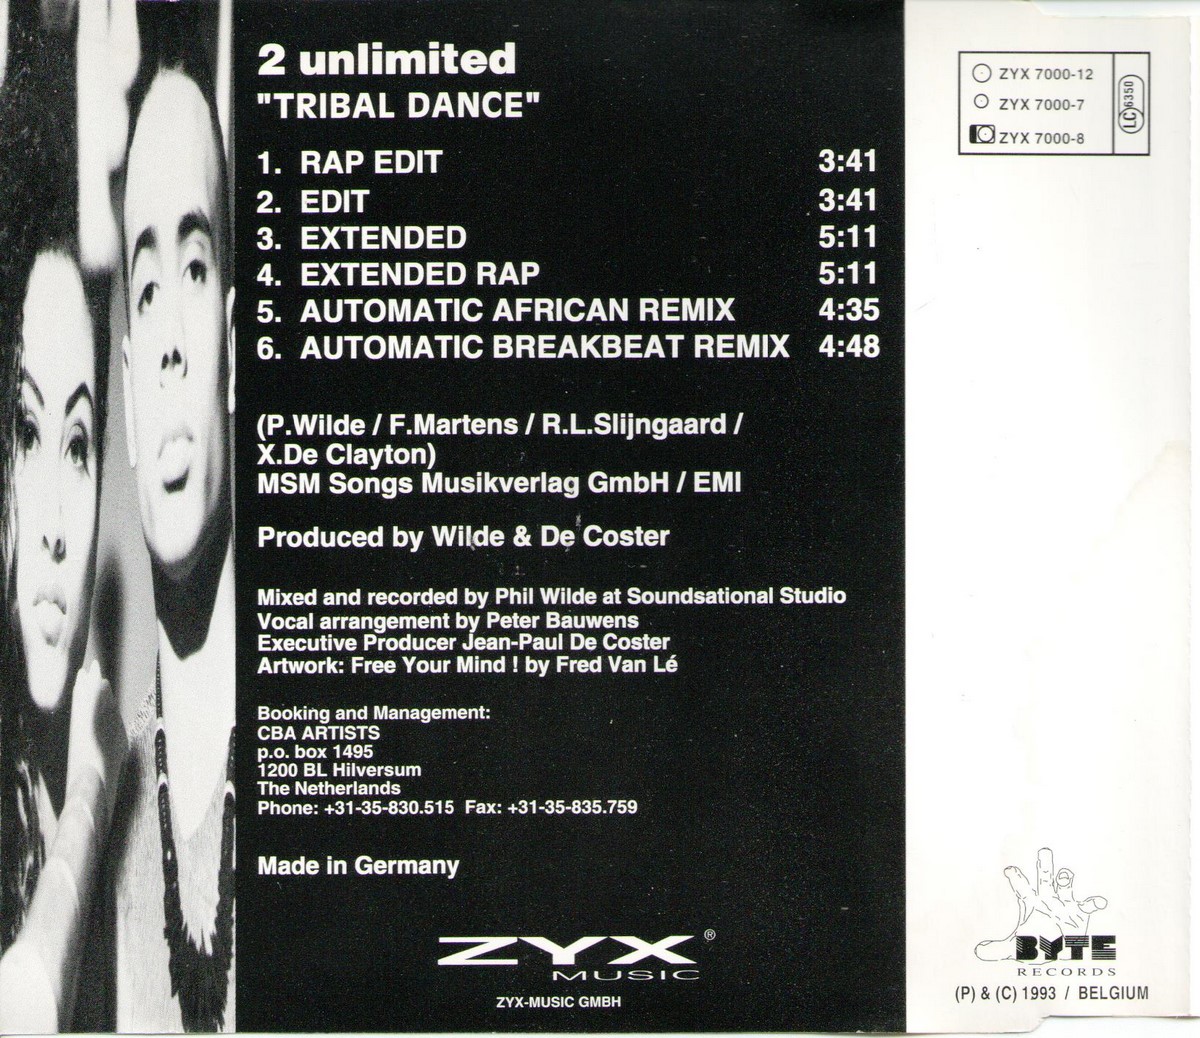 2 unlimited
"TRIBAL DANCE"
1. RAP EDIT 3:41
2. EDIT 3:41
3. EXTENDED 5:11
4. EXTENDED RAP 5:11
5. AUTOMATIC AFRICAN REMIX 4:35
6. AUTOMATIC BREAKBEAT REMIX 4:48
(P.Wilde / F.Martens / R.L.Slijngaard /
X.De Clayton)
MSM Songs Musikverlag GmbH / EMI
Produced by Wilde & De Coster
Mixed and recorded by Phil Wilde at Soundsational Studio
Vocal arrangement by Peter Bauwens
Executive Producer Jean-Paul De Coster
Artwork: Free Your Mind ! by Fred Van Lé
Booking and Management:
CBA ARTISTS
p.o. box 1495
1200 BL Hilversum
The Netherlands
Phone: +31-35-830.515 Fax: +31-35-835.759
Made in Germany
ZYX®
MUSIC
ZYX-MUSIC GMBH
ZYX 7000-12
ZYX 7000-7
ZYX 7000-8
LC 6350
BYTE
RECORDS
(P) & (C) 1993 / BELGIUM